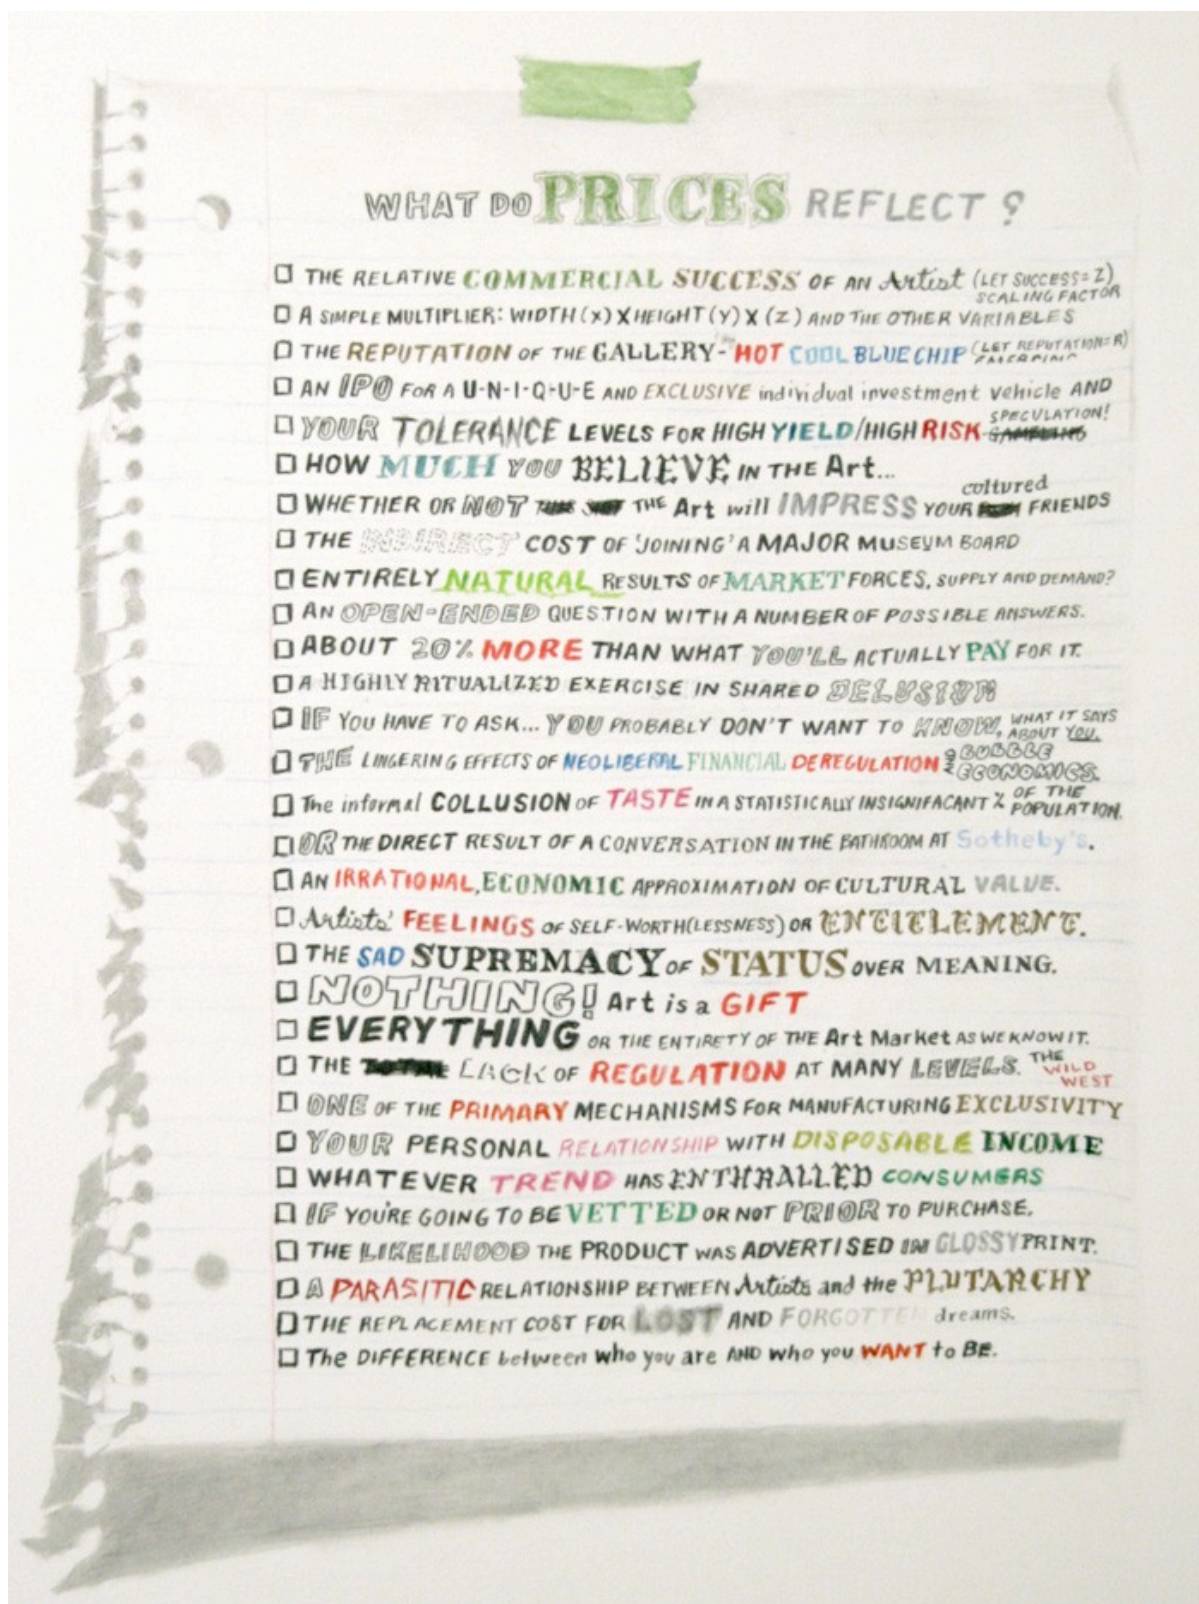 WHAT DO PRICES REFLECT ?
THE RELATIVE COMMERCIAL SUCCESS OF AN Artist (LET SUCCESS=Z)
SCALING FACTOR
A SIMPLE MULTIPLIER: WIDTH (x) X HEIGHT (y) X (z) AND THE OTHER VARIABLES
THE REPUTATION OF THE GALLERY- HOT COOL BLUE CHIP (LET REPUTATION=R)
AN IPO FOR A U-N-I-Q-U-E AND EXCLUSIVE individual investment vehicle AND
SPECULATION!
YOUR TOLERANCE LEVELS FOR HIGH YIELD/HIGH RISK GAMBLING
HOW MUCH YOU BELIEVE IN THE Art...
cultured
WHETHER OR NOT THE Art will IMPRESS YOUR FRIENDS
THE INDIRECT COST OF 'JOINING' A MAJOR MUSEUM BOARD
ENTIRELY NATURAL RESULTS OF MARKET FORCES, SUPPLY AND DEMAND?
AN OPEN-ENDED QUESTION WITH A NUMBER OF POSSIBLE ANSWERS.
ABOUT 20% MORE THAN WHAT YOU'LL ACTUALLY PAY FOR IT.
A HIGHLY RITUALIZED EXERCISE IN SHARED DELUSION
IF YOU HAVE TO ASK... YOU PROBABLY DON'T WANT TO KNOW, WHAT IT SAYS
ABOUT YOU.
THE LINGERING EFFECTS OF NEOLIBERAL FINANCIAL DEREGULATION AND BUBBLE
ECONOMICS.
The informal COLLUSION OF TASTE IN A STATISTICALLY INSIGNIFACANT % OF THE
POPULATION.
OR THE DIRECT RESULT OF A CONVERSATION IN THE BATHROOM AT Sotheby's.
AN IRRATIONAL, ECONOMIC APPROXIMATION OF CULTURAL VALUE.
Artists' FEELINGS OF SELF-WORTH(LESSNESS) OR ENTITLEMENT.
THE SAD SUPREMACY OF STATUS OVER MEANING.
NOTHING! Art is a GIFT
EVERYTHING OR THE ENTIRETY OF THE Art Market AS WE KNOW IT.
THE TOTAL LACK OF REGULATION AT MANY LEVELS. THE
WILD
WEST
ONE OF THE PRIMARY MECHANISMS FOR MANUFACTURING EXCLUSIVITY
YOUR PERSONAL RELATIONSHIP WITH DISPOSABLE INCOME
WHATEVER TREND HAS ENTHRALLED CONSUMERS
IF YOU'RE GOING TO BE VETTED OR NOT PRIOR TO PURCHASE.
THE LIKELIHOOD THE PRODUCT WAS ADVERTISED IN GLOSSY PRINT.
A PARASITIC RELATIONSHIP BETWEEN Artists and the PLUTARCHY
THE REPLACEMENT COST FOR LOST AND FORGOTTEN dreams.
The DIFFERENCE between who you are AND who you WANT to BE.